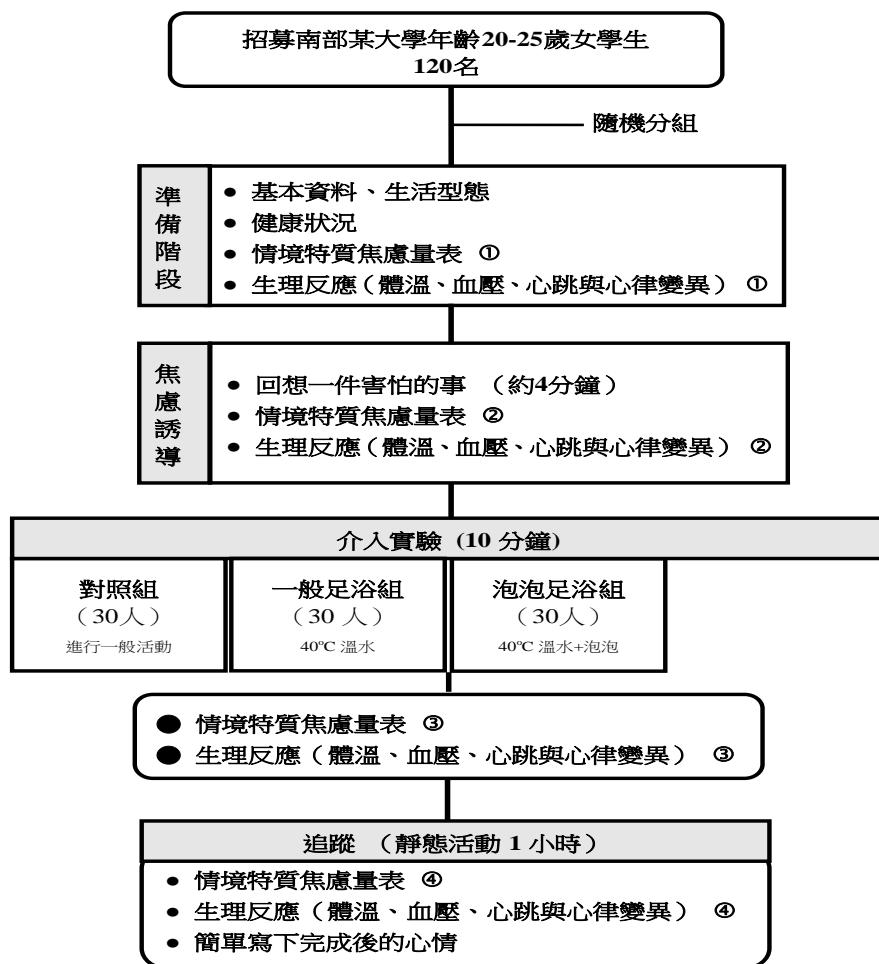 招募南部某大學年齡20-25歲女學生
120名
隨機分組
準備階段
● 基本資料、生活型態
● 健康狀況
● 情境特質焦慮量表 ①
● 生理反應（體溫、血壓、心跳與心律變異） ①
焦慮誘導
● 回想一件害怕的事 （約4分鐘）
● 情境特質焦慮量表 ②
● 生理反應（體溫、血壓、心跳與心律變異） ②
介入實驗 (10 分鐘)
對照組
（30人）
進行一般活動
一般足浴組
（30 人）
40℃ 溫水
泡泡足浴組
（30人）
40℃ 溫水+泡泡
● 情境特質焦慮量表 ③
● 生理反應（體溫、血壓、心跳與心律變異） ③
追蹤 （靜態活動 1 小時）
● 情境特質焦慮量表 ④
● 生理反應（體溫、血壓、心跳與心律變異） ④
● 簡單寫下完成後的心情